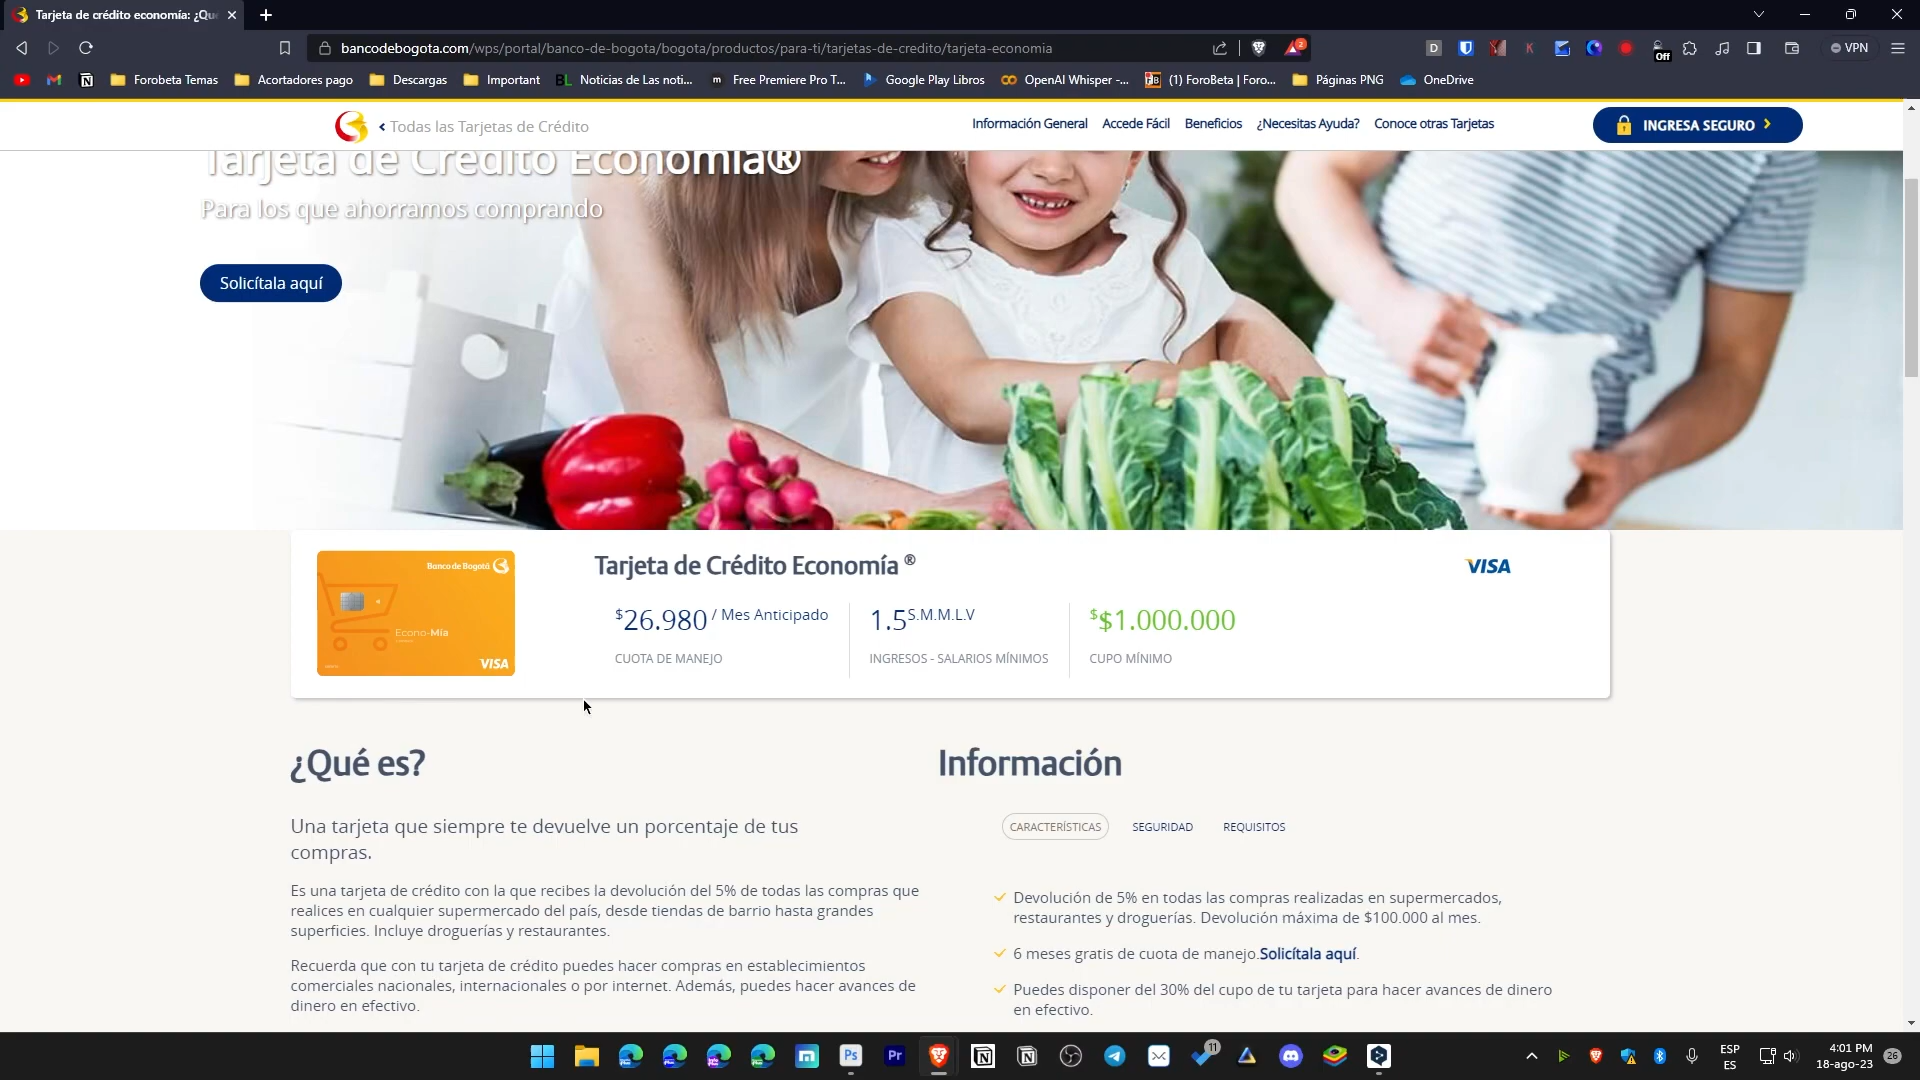 Tarjeta de crédito economía: ¿Qu
bancodebogota.com/wps/portal/banco-de-bogota/bogota/productos/para-ti/tarjetas-de-credito/tarjeta-economia
2
D
K
Off
VPN
Forobeta Temas
Acortadores pago
Descargas
Important
BL Noticias de Las noti...
m Free Premiere Pro T...
Google Play Libros
OpenAI Whisper -...
(1) ForoBeta | Foro...
Páginas PNG
OneDrive
< Todas las Tarjetas de Crédito
Información General
Accede Fácil
Beneficios
¿Necesitas Ayuda?
Conoce otras Tarjetas
INGRESA SEGURO >
Tarjeta de Crédito Economía®
Para los que ahorramos comprando
Solicítala aquí
Banco de Bogotá
Econo-Mía
VISA
Tarjeta de Crédito Economía ®
VISA
$26.980 / Mes Anticipado
CUOTA DE MANEJO
1.5 S.M.M.L.V
INGRESOS - SALARIOS MÍNIMOS
$$1.000.000
CUPO MÍNIMO
¿Qué es?
Una tarjeta que siempre te devuelve un porcentaje de tus
compras.
Es una tarjeta de crédito con la que recibes la devolución del 5% de todas las compras que
realices en cualquier supermercado del país, desde tiendas de barrio hasta grandes
superficies. Incluye droguerías y restaurantes.
Recuerda que con tu tarjeta de crédito puedes hacer compras en establecimientos
comerciales nacionales, internacionales o por internet. Además, puedes hacer avances de
dinero en efectivo.
Información
CARACTERÍSTICAS
SEGURIDAD
REQUISITOS
Devolución de 5% en todas las compras realizadas en supermercados,
restaurantes y droguerías. Devolución máxima de $100.000 al mes.
6 meses gratis de cuota de manejo.Solicítala aquí.
Puedes disponer del 30% del cupo de tu tarjeta para hacer avances de dinero
en efectivo.
Ps
Pr
11
ESP
ES
4:01 PM
18-ago-23
26